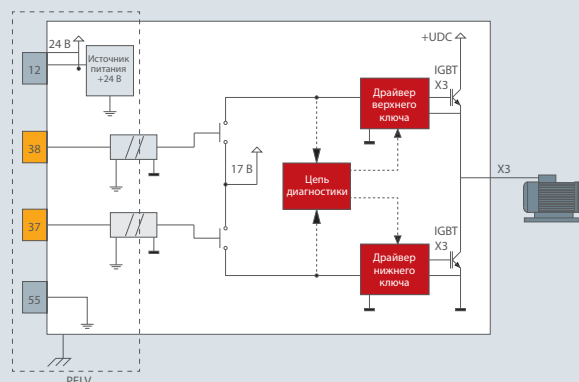 24 В
+UDC
12
Источник
питания
+24 В
IGBT
X3
Драйвер
верхнего
ключа
38
17 В
Цепь
диагностики
X3
37
IGBT
X3
Драйвер
нижнего
ключа
55
PELV